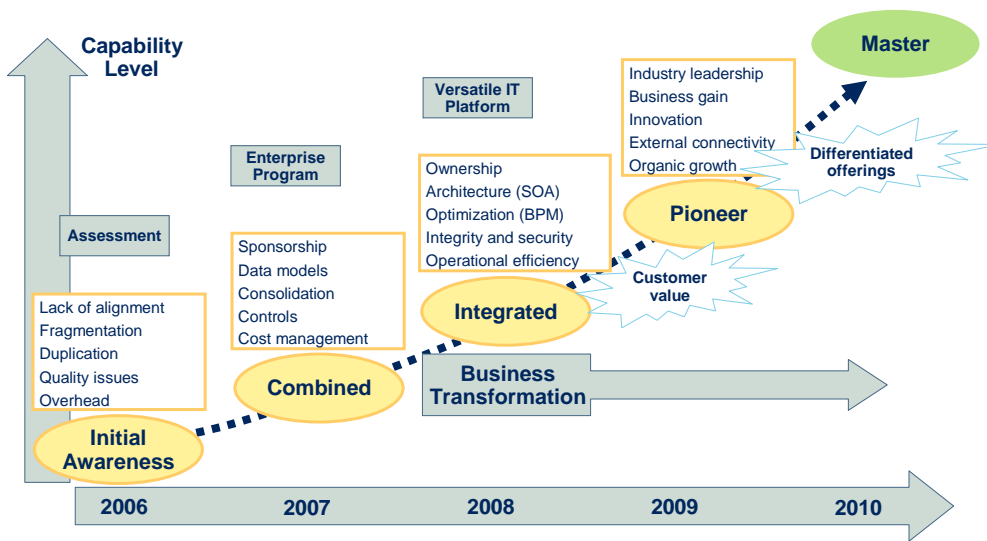 Capability
Level
Master
Versatile IT
Platform
Industry leadership
Business gain
Innovation
External connectivity
Organic growth
Differentiated
offerings
Enterprise
Program
Ownership
Architecture (SOA)
Optimization (BPM)
Integrity and security
Operational efficiency
Pioneer
Assessment
Sponsorship
Data models
Consolidation
Controls
Cost management
Customer
value
Integrated
Lack of alignment
Fragmentation
Duplication
Quality issues
Overhead
Combined
Business
Transformation
Initial
Awareness
2006
2007
2008
2009
2010